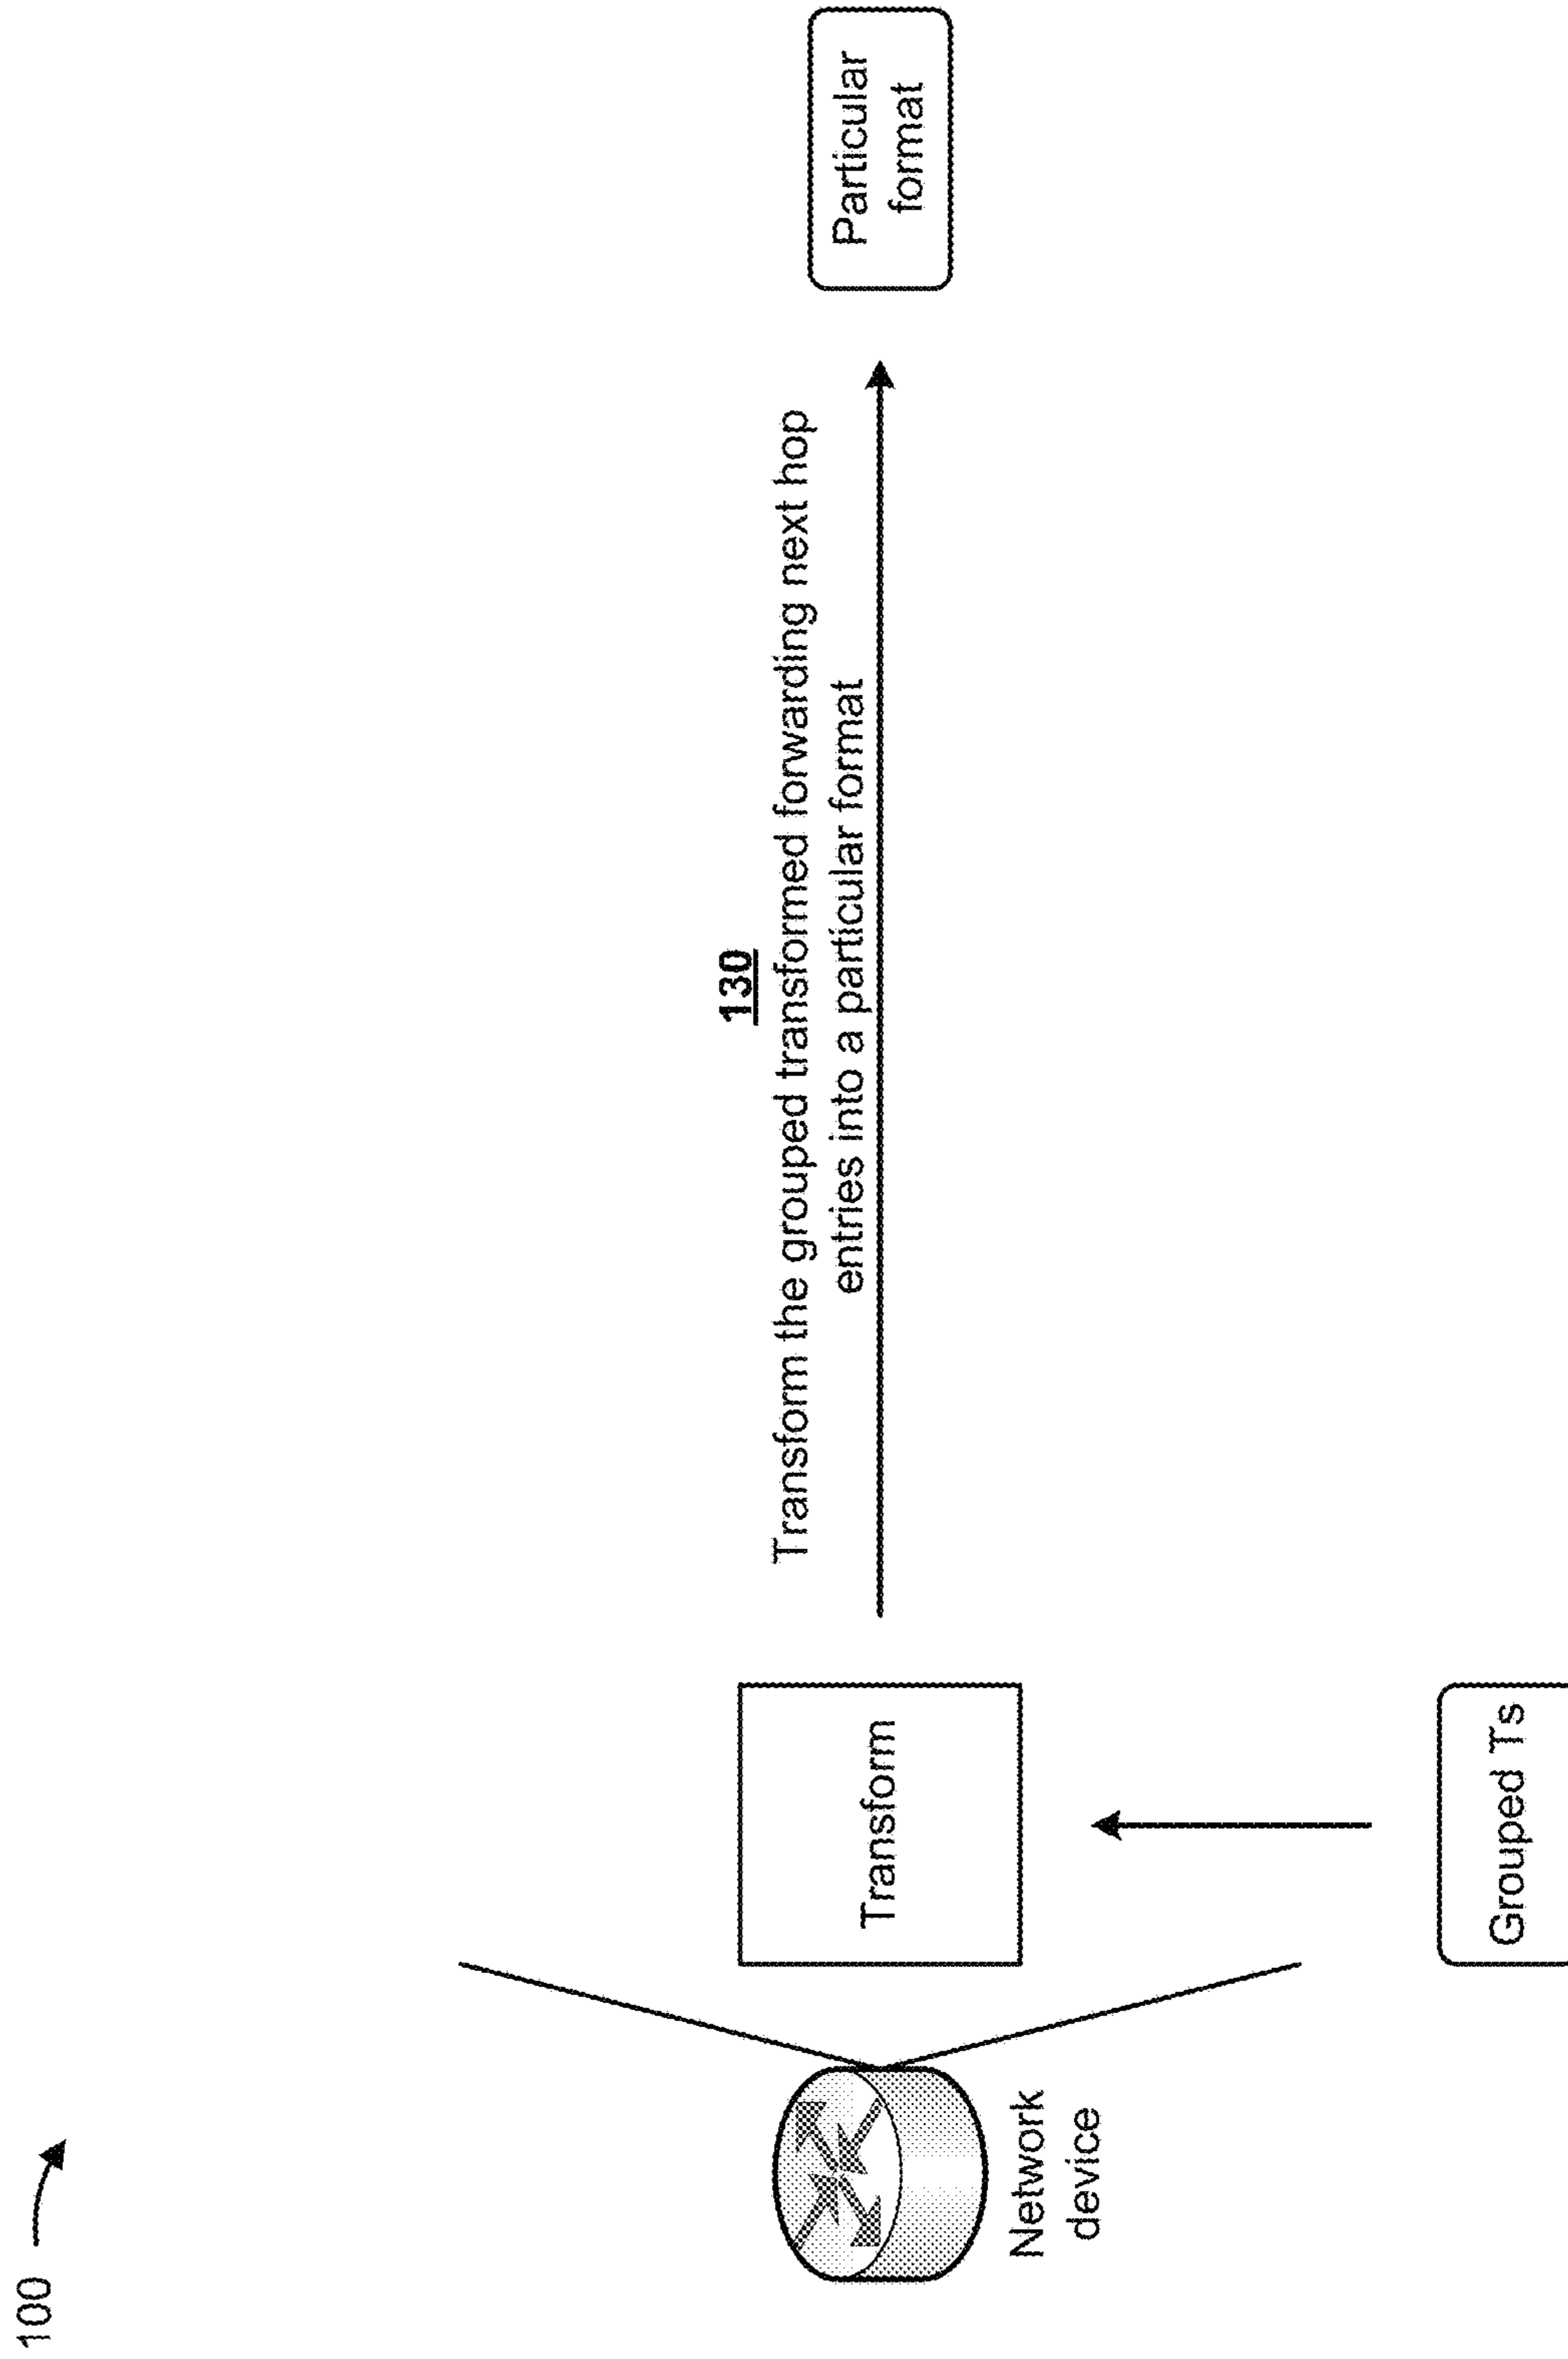 100
130
Transform the grouped transformed forwarding next hop
entries into a particular format
Particular
format
Transform
Network
device
Grouped Ts